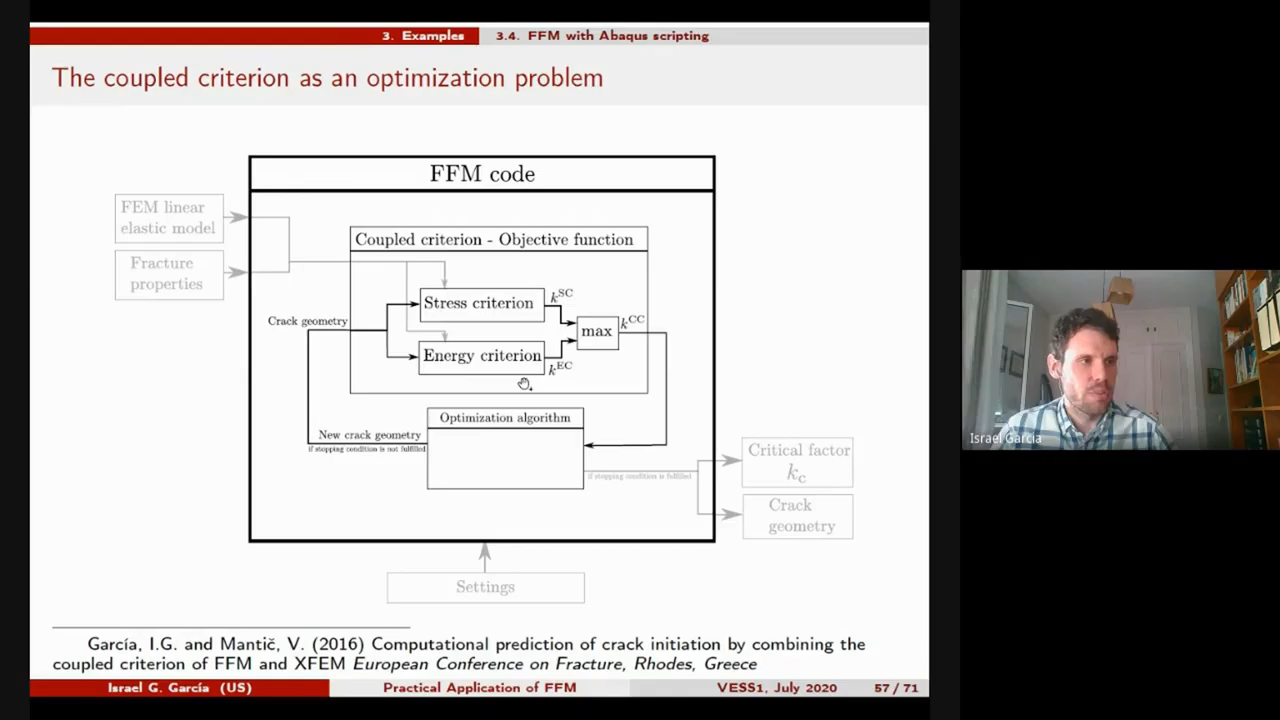 3. Examples
3.4. FFM with Abaqus scripting
The coupled criterion as an optimization problem
FFM code
FEM linear
elastic model
Fracture
properties
Coupled criterion - Objective function
Stress criterion
k^SC
max
k^CC
Crack geometry
Energy criterion
k^EC
Optimization algorithm
New crack geometry
if stopping condition is not fulfilled
if stopping condition is fulfilled
Critical factor
k_c
Crack
geometry
Settings
García, I.G. and Mantič, V. (2016) Computational prediction of crack initiation by combining the
coupled criterion of FFM and XFEM European Conference on Fracture, Rhodes, Greece
Israel G. García (US)
Practical Application of FFM
VESS1, July 2020
57 / 71
Israel García